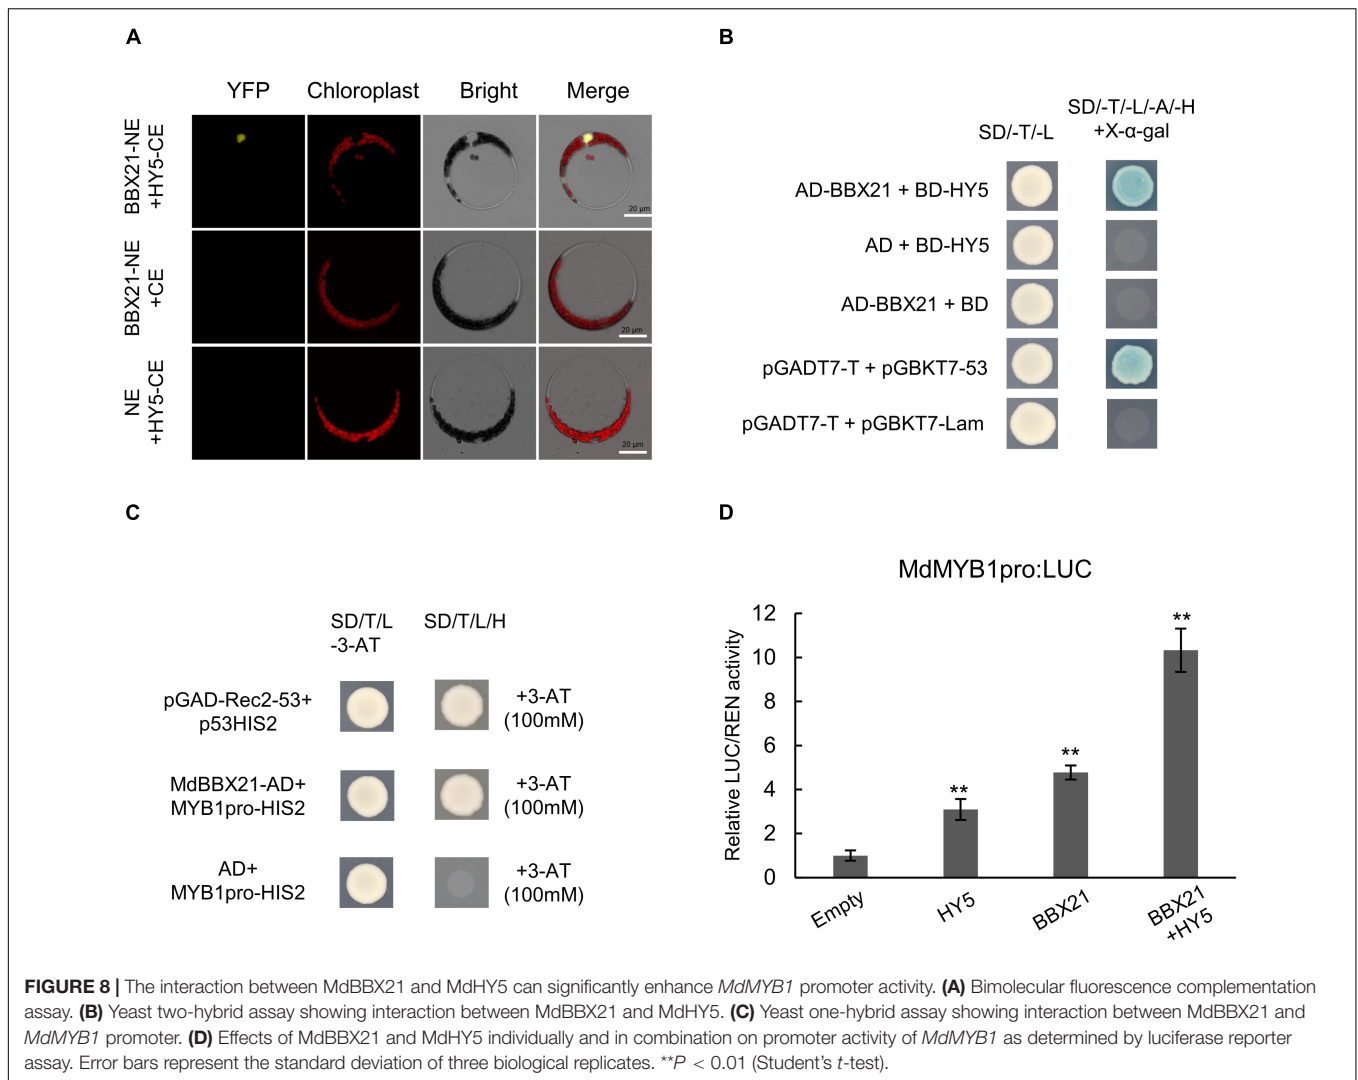 A
YFP Chloroplast Bright Merge
BBX21-NE
+HY5-CE
20 μm
BBX21-NE
+CE
20 μm
NE
+HY5-CE
20 μm
B
SD/-T/-L
SD/-T/-L/-A/-H
+X-α-gal
AD-BBX21 + BD-HY5
AD + BD-HY5
AD-BBX21 + BD
pGADT7-T + pGBKT7-53
pGADT7-T + pGBKT7-Lam
C
SD/T/L
-3-AT
SD/T/L/H
pGAD-Rec2-53+
p53HIS2
+3-AT
(100mM)
MdBBX21-AD+
MYB1pro-HIS2
+3-AT
(100mM)
AD+
MYB1pro-HIS2
+3-AT
(100mM)
D
MdMYB1pro:LUC
Relative LUC/REN activity
12
10
8
6
4
2
0
**
**
**
Empty
HY5
BBX21
BBX21
+HY5
FIGURE 8 | The interaction between MdBBX21 and MdHY5 can significantly enhance MdMYB1 promoter activity. (A) Bimolecular fluorescence complementation
assay. (B) Yeast two-hybrid assay showing interaction between MdBBX21 and MdHY5. (C) Yeast one-hybrid assay showing interaction between MdBBX21 and
MdMYB1 promoter. (D) Effects of MdBBX21 and MdHY5 individually and in combination on promoter activity of MdMYB1 as determined by luciferase reporter
assay. Error bars represent the standard deviation of three biological replicates. **P < 0.01 (Student's t-test).